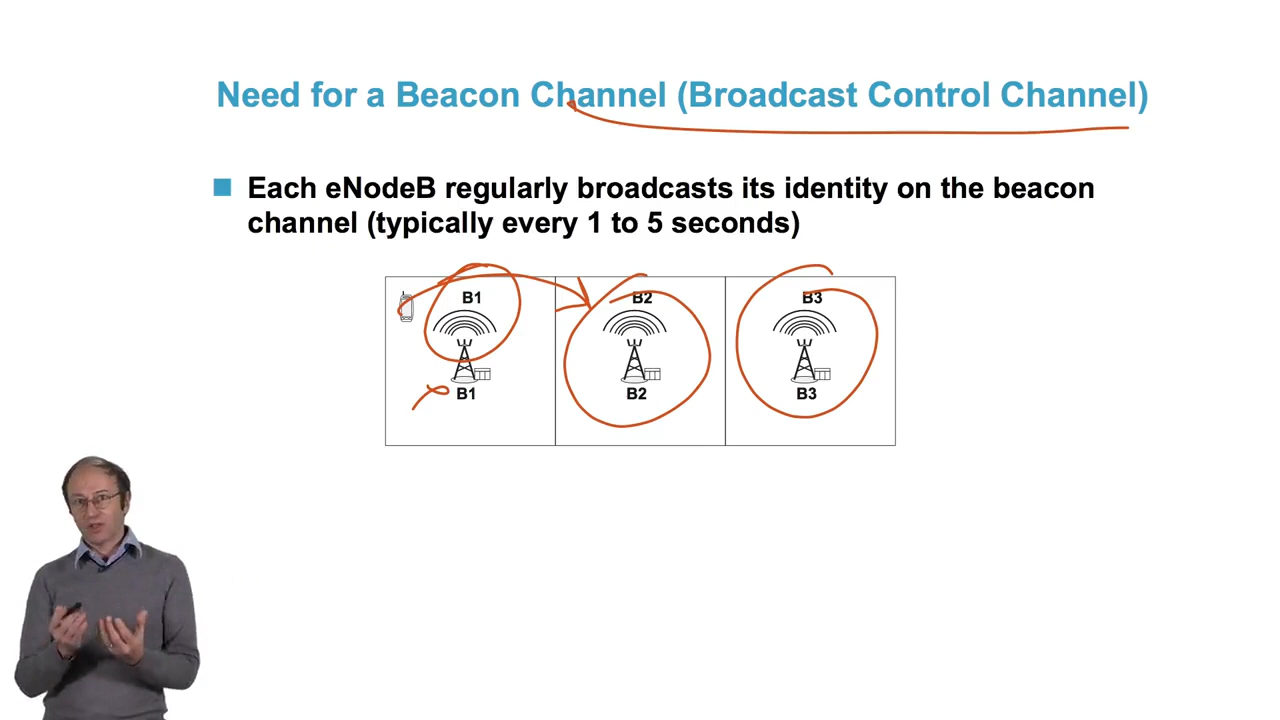 Need for a Beacon Channel (Broadcast Control Channel)
Each eNodeB regularly broadcasts its identity on the beacon
channel (typically every 1 to 5 seconds)
B1 B2 B3
B1 B2 B3